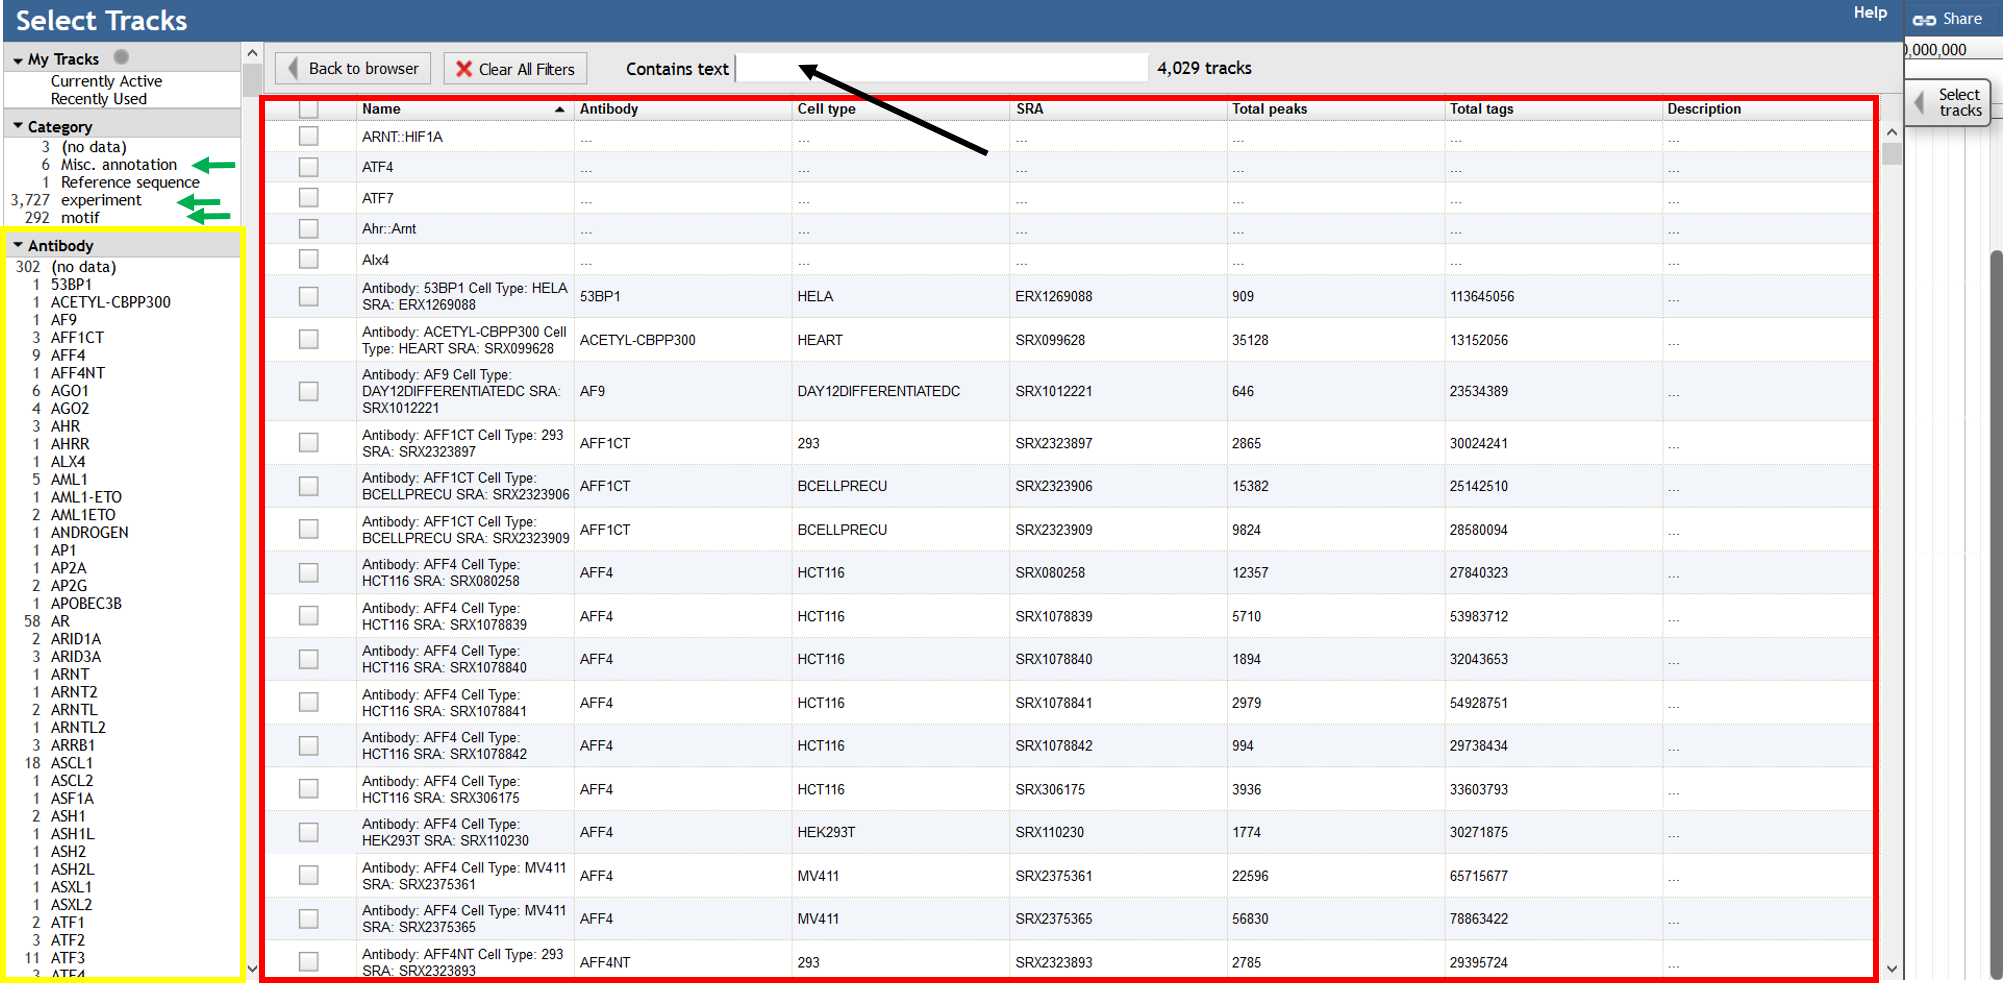 Select Tracks
Help
Share
0,000,000
Select
tracks
My Tracks
Currently Active
Recently Used
Category
3 (no data)
6 Misc. annotation
1 Reference sequence
3,727 experiment
292 motif
Antibody
302 (no data)
1 53BP1
1 ACETYL-CBPP300
1 AF9
3 AFF1CT
9 AFF4
1 AFF4NT
6 AGO1
4 AGO2
3 AHR
1 AHRR
1 ALX4
5 AML1
1 AML1-ETO
2 AML1ETO
1 ANDROGEN
1 AP1
1 AP2A
2 AP2G
1 APOBEC3B
58 AR
2 ARID1A
3 ARID3A
1 ARNT
1 ARNT2
2 ARNTL
1 ARNTL2
3 ARRB1
18 ASCL1
1 ASCL2
1 ASF1A
2 ASH1
1 ASH1L
1 ASH2
1 ASH2L
1 ASXL1
1 ASXL2
2 ATF1
3 ATF2
11 ATF3
3 ATF4
Back to browser Clear All Filters Contains text 4,029 tracks
Name Antibody Cell type SRA Total peaks Total tags Description
ARNT::HIF1A ... ... ... ... ... ...
ATF4 ... ... ... ... ... ...
ATF7 ... ... ... ... ... ...
Ahr::Arnt ... ... ... ... ... ...
Alx4 ... ... ... ... ... ...
Antibody: 53BP1 Cell Type: HELA
SRA: ERX1269088 53BP1 HELA ERX1269088 909 113645056 ...
Antibody: ACETYL-CBPP300 Cell
Type: HEART SRA: SRX099628 ACETYL-CBPP300 HEART SRX099628 35128 13152056 ...
Antibody: AF9 Cell Type:
DAY12DIFFERENTIATEDC SRA: AF9 DAY12DIFFERENTIATEDC SRX1012221 646 23534389 ...
SRX1012221
Antibody: AFF1CT Cell Type: 293
SRA: SRX2323897 AFF1CT 293 SRX2323897 2865 30024241 ...
Antibody: AFF1CT Cell Type:
BCELLPRECU SRA: SRX2323906 AFF1CT BCELLPRECU SRX2323906 15382 25142510 ...
Antibody: AFF1CT Cell Type:
BCELLPRECU SRA: SRX2323909 AFF1CT BCELLPRECU SRX2323909 9824 28580094 ...
Antibody: AFF4 Cell Type:
HCT116 SRA: SRX080258 AFF4 HCT116 SRX080258 12357 27840323 ...
Antibody: AFF4 Cell Type:
HCT116 SRA: SRX1078839 AFF4 HCT116 SRX1078839 5710 53983712 ...
Antibody: AFF4 Cell Type:
HCT116 SRA: SRX1078840 AFF4 HCT116 SRX1078840 1894 32043653 ...
Antibody: AFF4 Cell Type:
HCT116 SRA: SRX1078841 AFF4 HCT116 SRX1078841 2979 54928751 ...
Antibody: AFF4 Cell Type:
HCT116 SRA: SRX1078842 AFF4 HCT116 SRX1078842 994 29738434 ...
Antibody: AFF4 Cell Type:
HCT116 SRA: SRX306175 AFF4 HCT116 SRX306175 3936 33603793 ...
Antibody: AFF4 Cell Type:
HEK293T SRA: SRX110230 AFF4 HEK293T SRX110230 1774 30271875 ...
Antibody: AFF4 Cell Type: MV411
SRA: SRX2375361 AFF4 MV411 SRX2375361 22596 65715677 ...
Antibody: AFF4 Cell Type: MV411
SRA: SRX2375365 AFF4 MV411 SRX2375365 56830 78863422 ...
Antibody: AFF4NT Cell Type: 293
SRA: SRX2323893 AFF4NT 293 SRX2323893 2785 29395724 ...